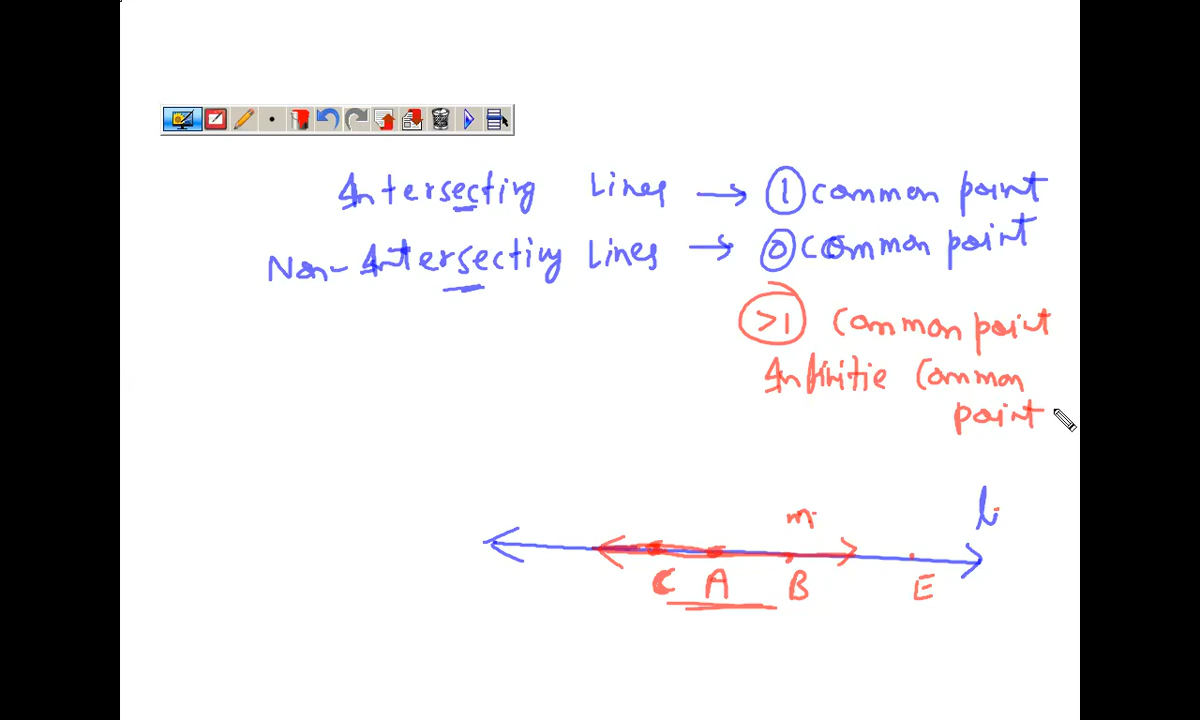 Intersecting Lines → 1 common point
Non-Intersecting Lines → 0 common point
>1 common point
Infinitie common
point
m
l
C A B E